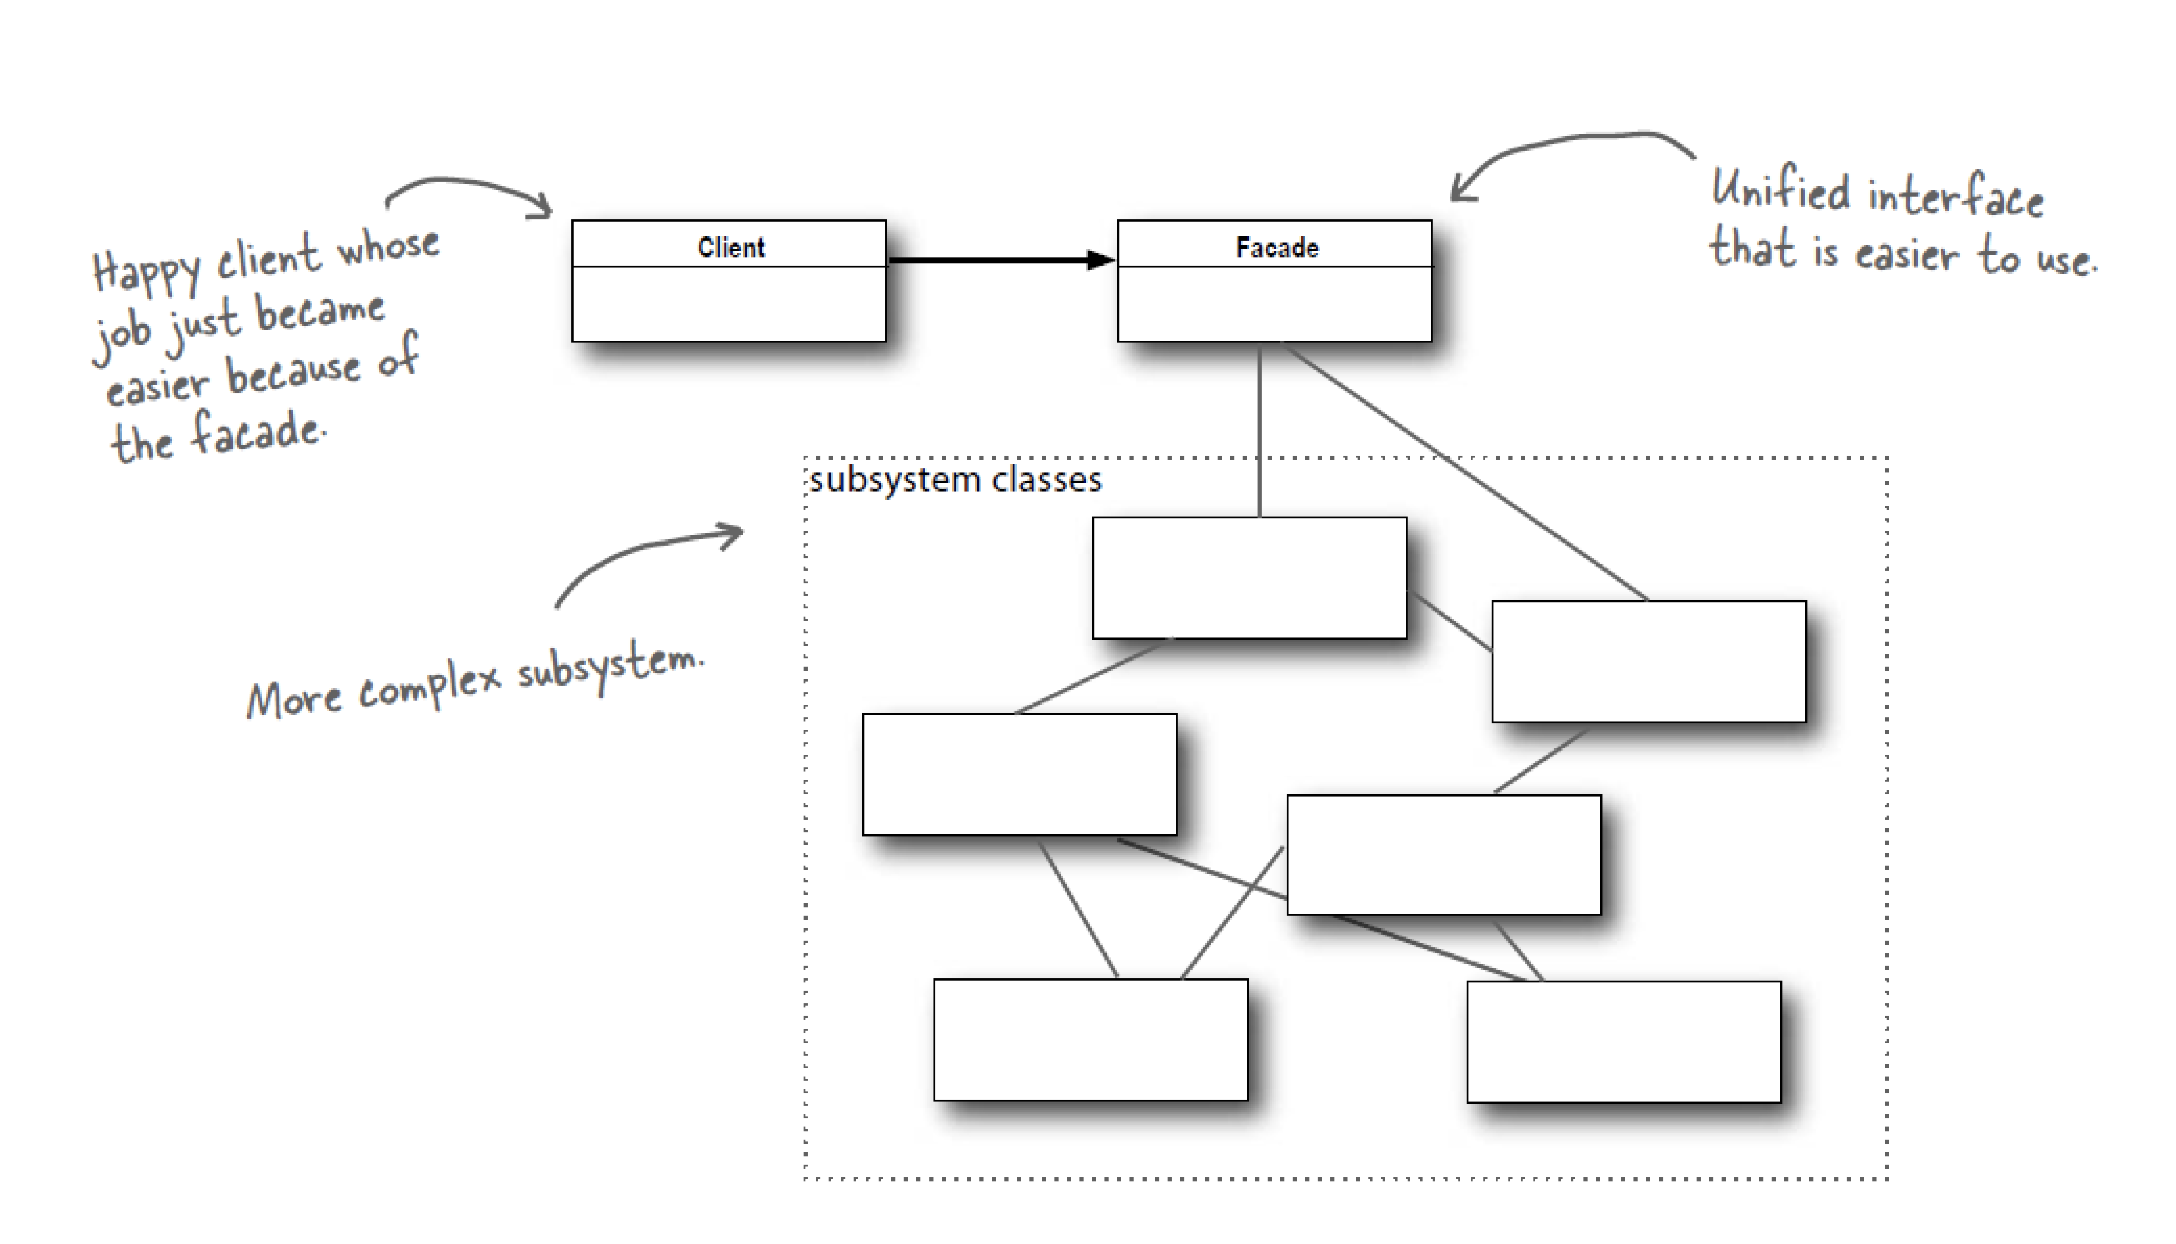 Happy client whose
job just became
easier because of
the facade.
Client
Facade
Unified interface
that is easier to use.
subsystem classes
More complex subsystem.